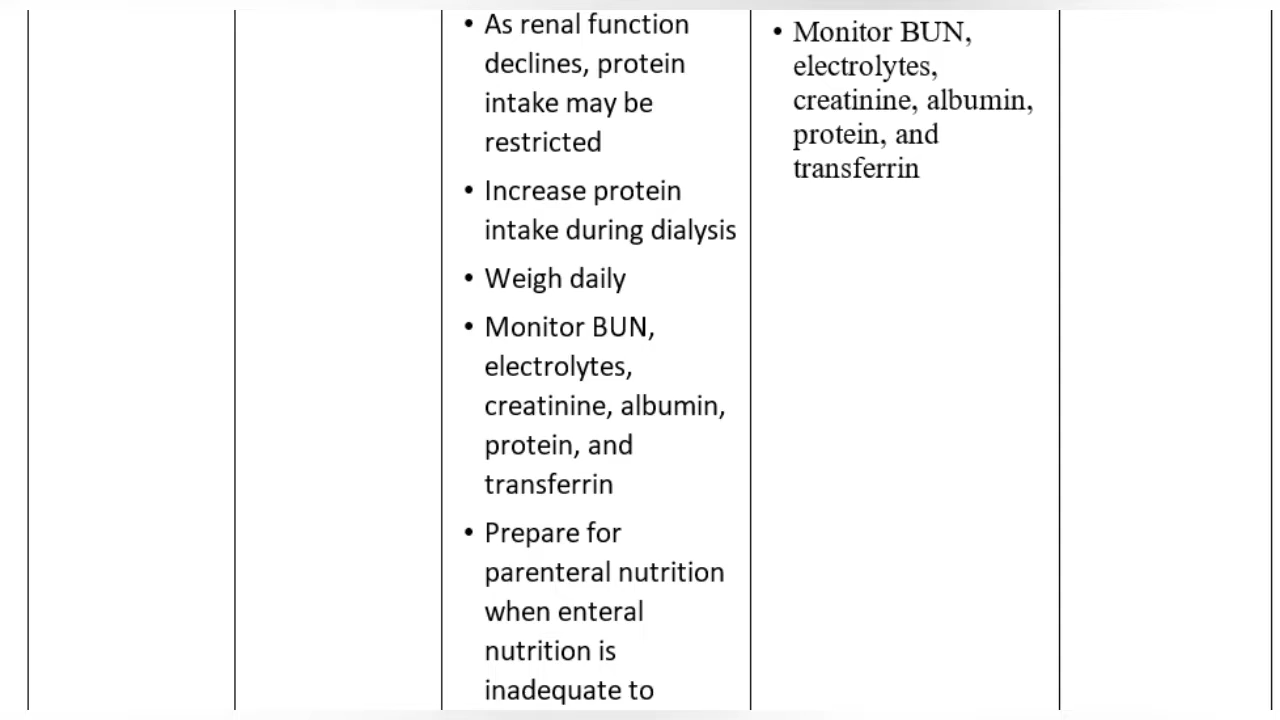 • As renal function
declines, protein
intake may be
restricted
• Increase protein
intake during dialysis
• Weigh daily
• Monitor BUN,
electrolytes,
creatinine, albumin,
protein, and
transferrin
• Prepare for
parenteral nutrition
when enteral
nutrition is
inadequate to
• Monitor BUN,
electrolytes,
creatinine, albumin,
protein, and
transferrin